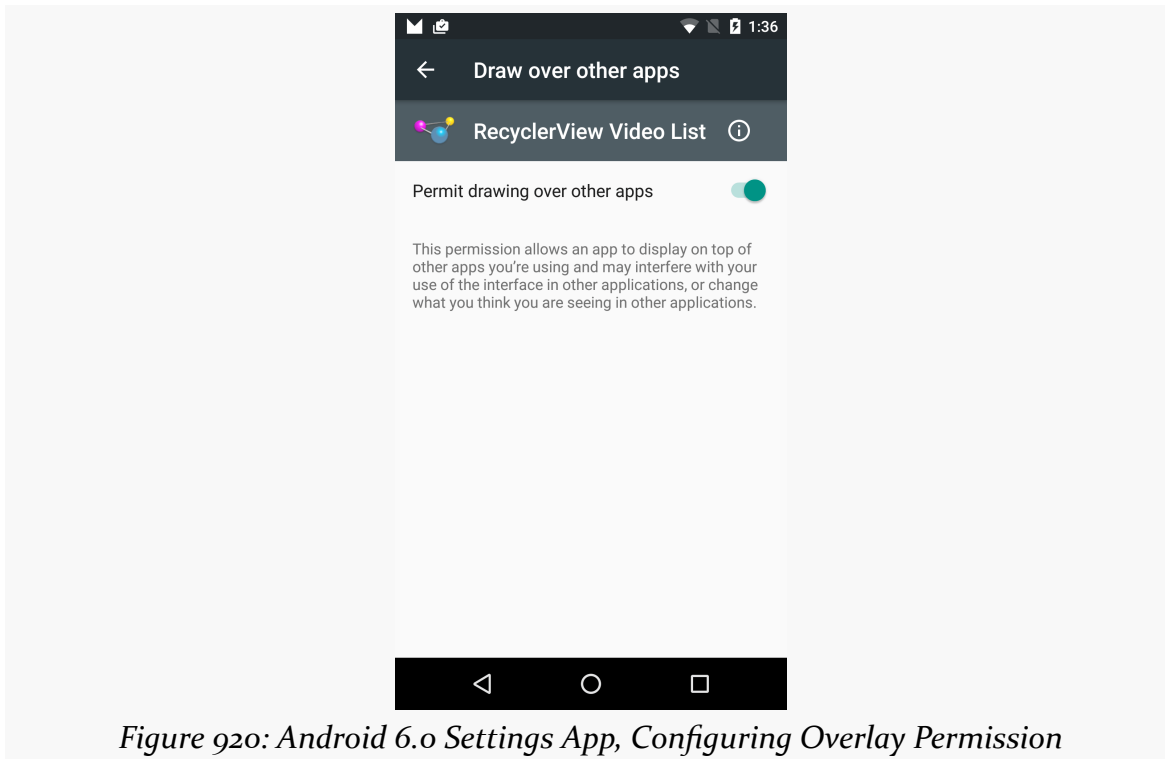 1:36
Draw over other apps
RecyclerView Video List
Permit drawing over other apps
This permission allows an app to display on top of
other apps you're using and may interfere with your
use of the interface in other applications, or change
what you think you are seeing in other applications.
Figure 920: Android 6.0 Settings App, Configuring Overlay Permission